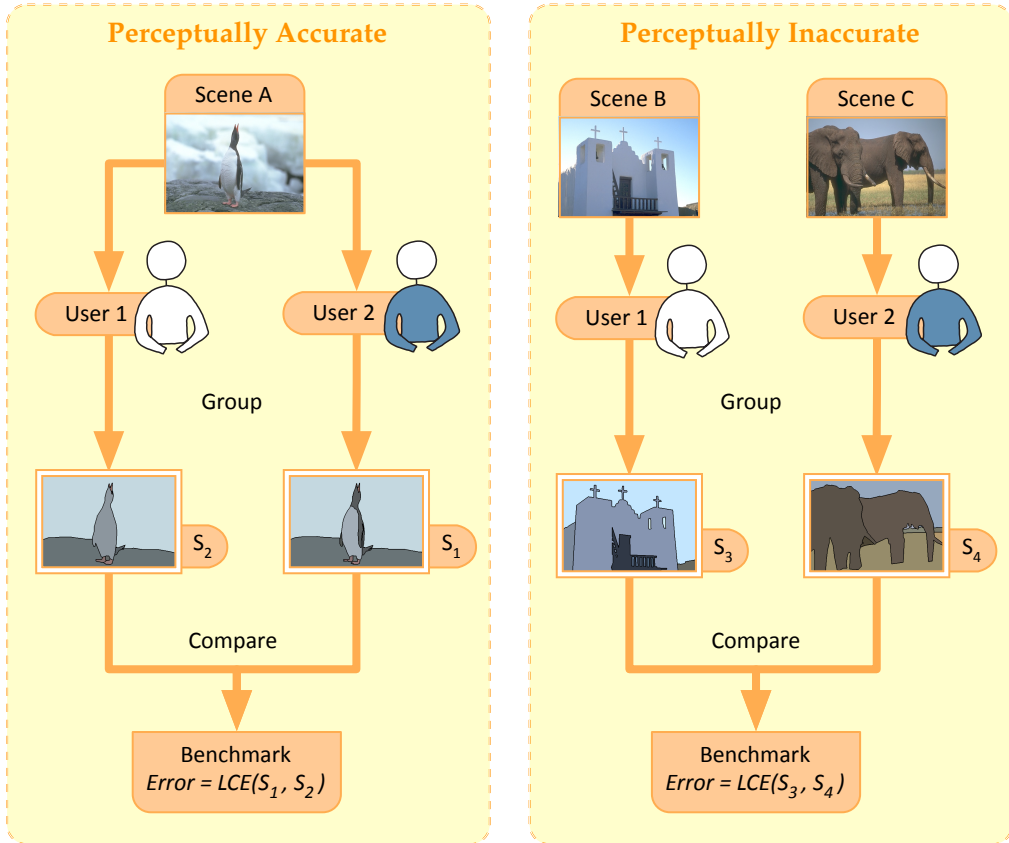 Perceptually Accurate
Scene A
User 1
User 2
Group
S2
S1
Compare
Benchmark
Error = LCE(S1, S2)
Perceptually Inaccurate
Scene B
Scene C
User 1
User 2
Group
S3
S4
Compare
Benchmark
Error = LCE(S3, S4)